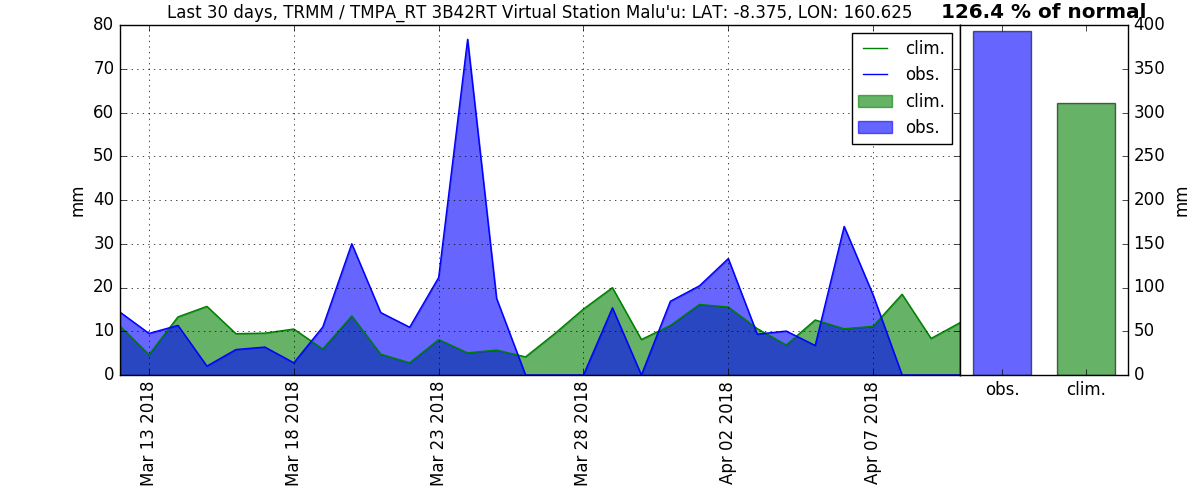 Last 30 days, TRMM / TMPA_RT 3B42RT Virtual Station Malu'u: LAT: -8.375, LON: 160.625
126.4 % of normal
80
70
60
50
40
30
20
10
0
mm
clim.
obs.
clim.
obs.
Mar 13 2018
Mar 18 2018
Mar 23 2018
Mar 28 2018
Apr 02 2018
Apr 07 2018
400
350
300
250
200
150
100
50
0
mm
obs.
clim.